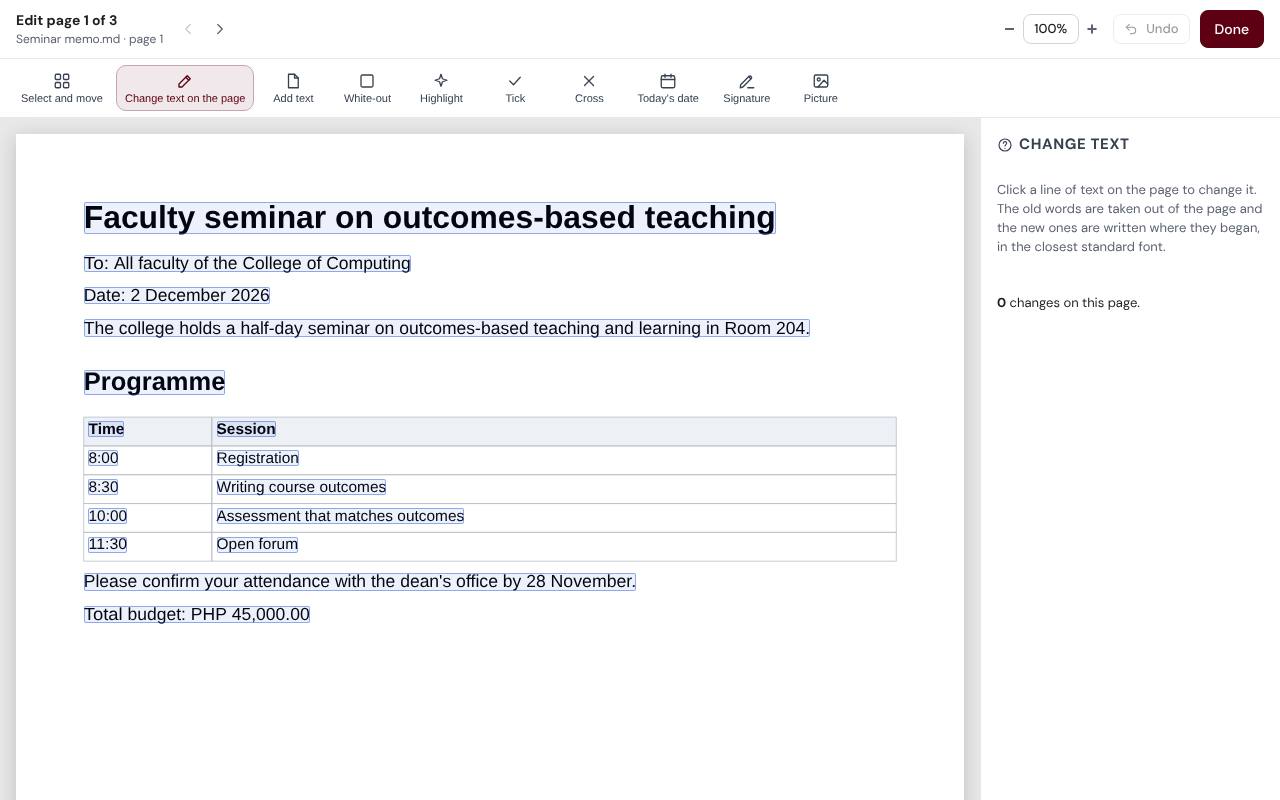 Edit page 1 of 3
Seminar memo.md · page 1
100%
Undo
Done
Select and move
Change text on the page
Add text
White-out
Highlight
Tick
Cross
Today's date
Signature
Picture
Faculty seminar on outcomes-based teaching
To: All faculty of the College of Computing
Date: 2 December 2026
The college holds a half-day seminar on outcomes-based teaching and learning in Room 204.
Programme
Time Session
8:00 Registration
8:30 Writing course outcomes
10:00 Assessment that matches outcomes
11:30 Open forum
Please confirm your attendance with the dean's office by 28 November.
Total budget: PHP 45,000.00
CHANGE TEXT
Click a line of text on the page to change it.
The old words are taken out of the page and
the new ones are written where they began,
in the closest standard font.
0 changes on this page.